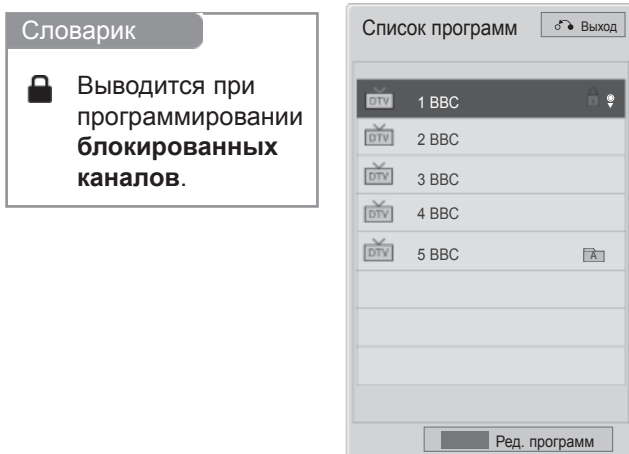 Словарик
Выводится при
программировании
блокированных
каналов.
Список программ
Выход
DTV 1 BBC
DTV 2 BBC
DTV 3 BBC
DTV 4 BBC
DTV 5 BBC A
Ред. программ